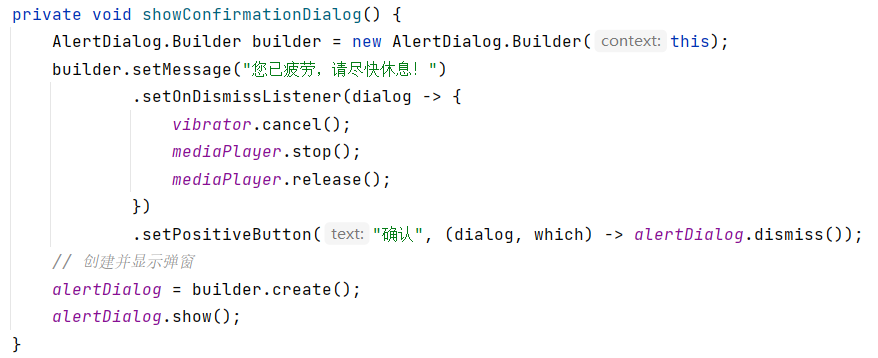 private void showConfirmationDialog() {
AlertDialog.Builder builder = new AlertDialog.Builder( context: this);
builder.setMessage("您已疲劳，请尽快休息！")
.setOnDismissListener(dialog -> {
vibrator.cancel();
mediaPlayer.stop();
mediaPlayer.release();
})
.setPositiveButton( text: "确认", (dialog, which) -> alertDialog.dismiss());
// 创建并显示弹窗
alertDialog = builder.create();
alertDialog.show();
}